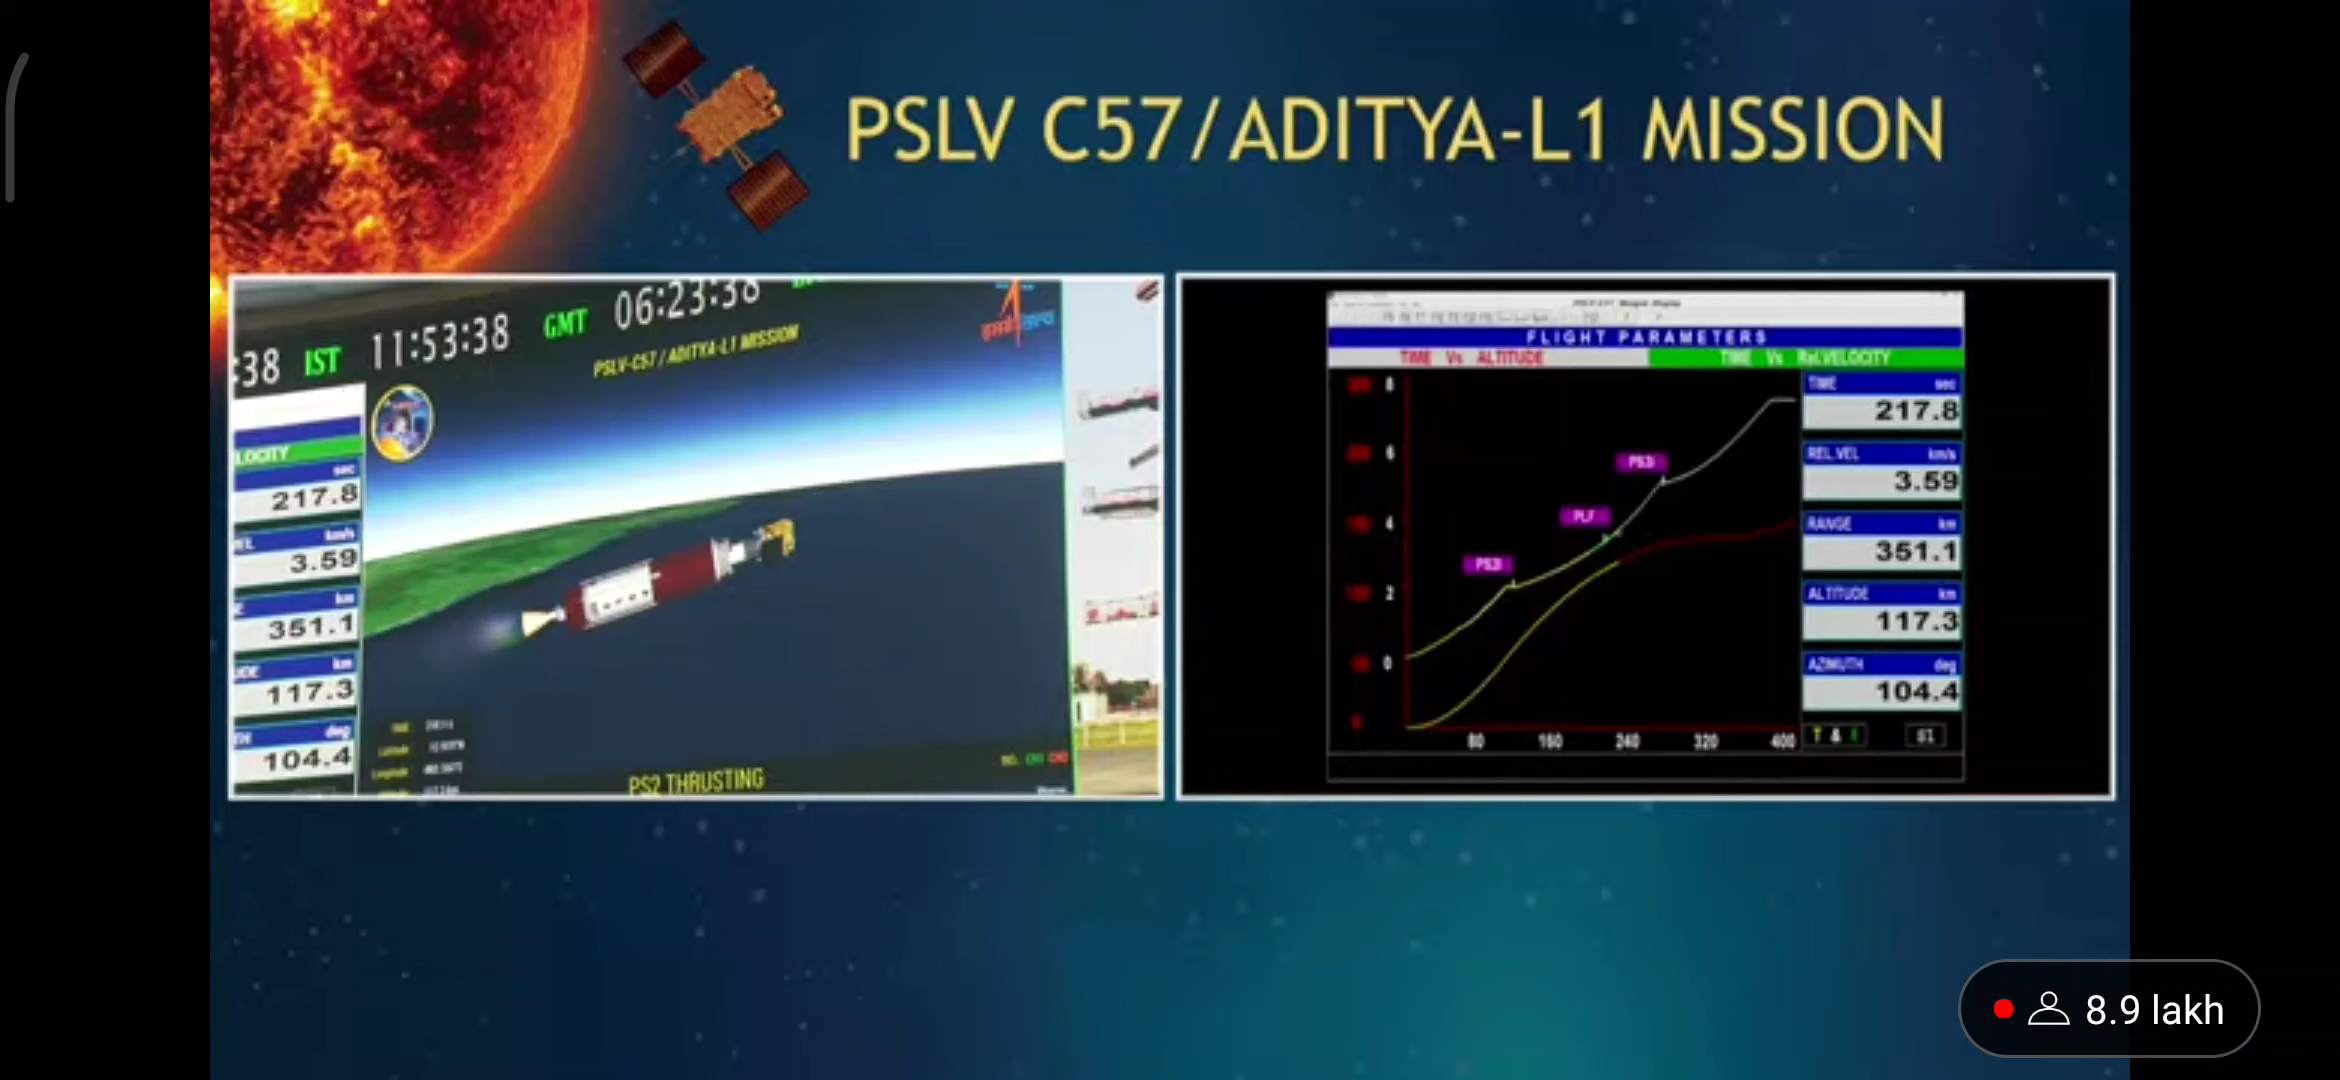 PSLV C57/ADITYA-L1 MISSION
:38 IST 11:53:38 GMT 06:23:38
PSLV-C57 / ADITYA-L1 MISSION
इसरो
LOCITY
sec
217.8
km/s
3.59
km
351.1
km
117.3
deg
104.4
PS2 THRUSTING
FLIGHT PARAMETERS
TIME Vs ALTITUDE
TIME Vs Rel.VELOCITY
8
6
4
2
0
80 160 240 320 400
PLF
TIME sec
217.8
REL.VEL km/s
3.59
RANGE km
351.1
ALTITUDE km
117.3
AZIMUTH deg
104.4
8.9 lakh